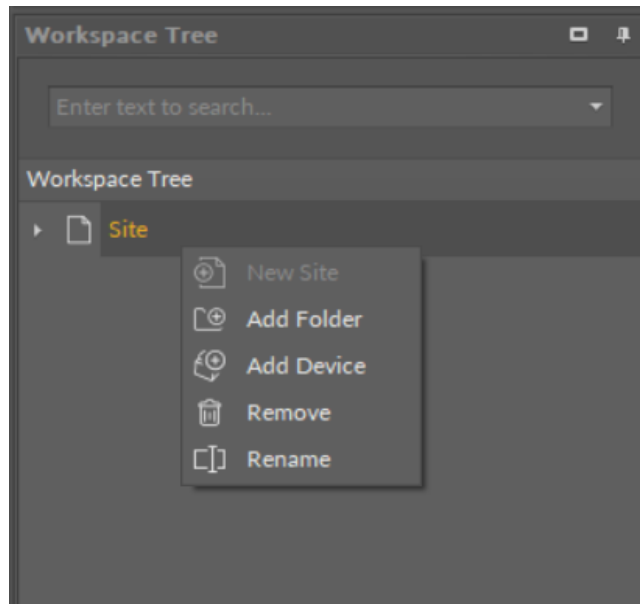 Workspace Tree
Enter text to search...
Workspace Tree
Site
New Site
Add Folder
Add Device
Remove
Rename